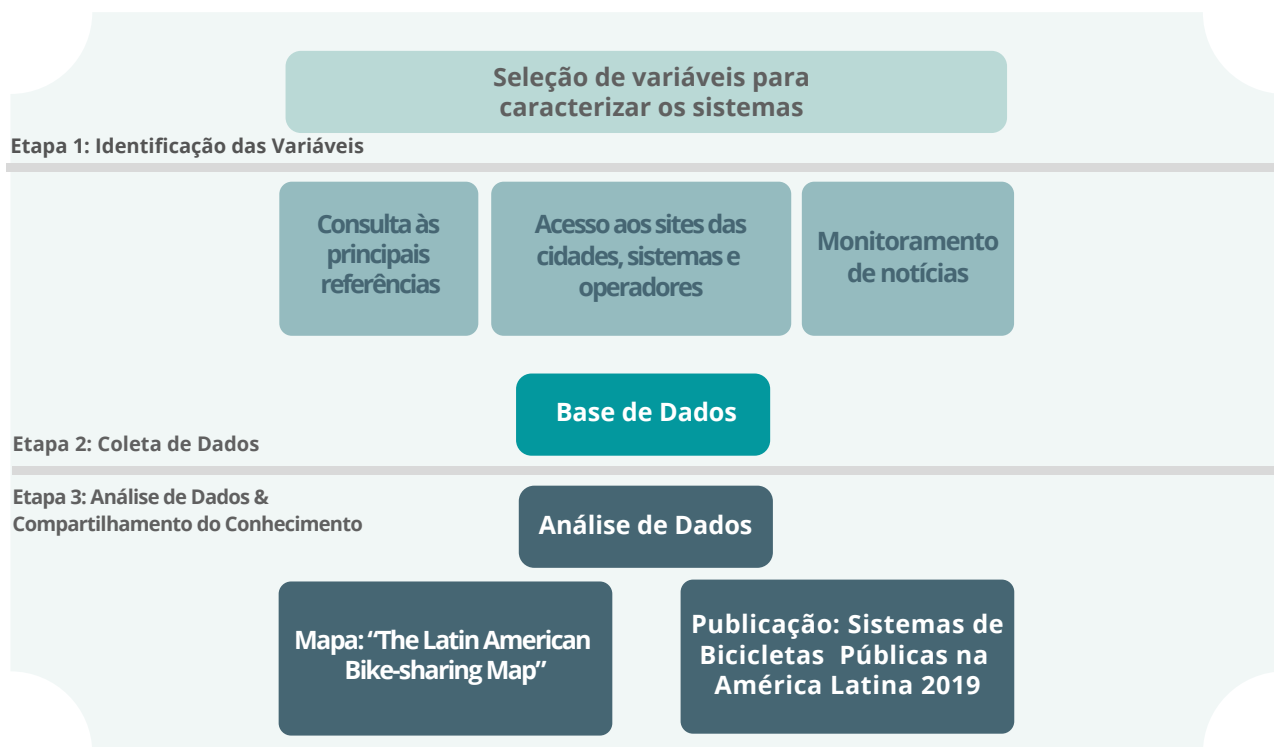 Seleção de variáveis para
caracterizar os sistemas
Etapa 1: Identificação das Variáveis
Consulta às
principais
referências
Acesso aos sites das
cidades, sistemas e
operadores
Monitoramento
de notícias
Base de Dados
Etapa 2: Coleta de Dados
Etapa 3: Análise de Dados &
Compartilhamento do Conhecimento
Análise de Dados
Mapa: “The Latin American
Bike-sharing Map”
Publicação: Sistemas de
Bicicletas Públicas na
América Latina 2019